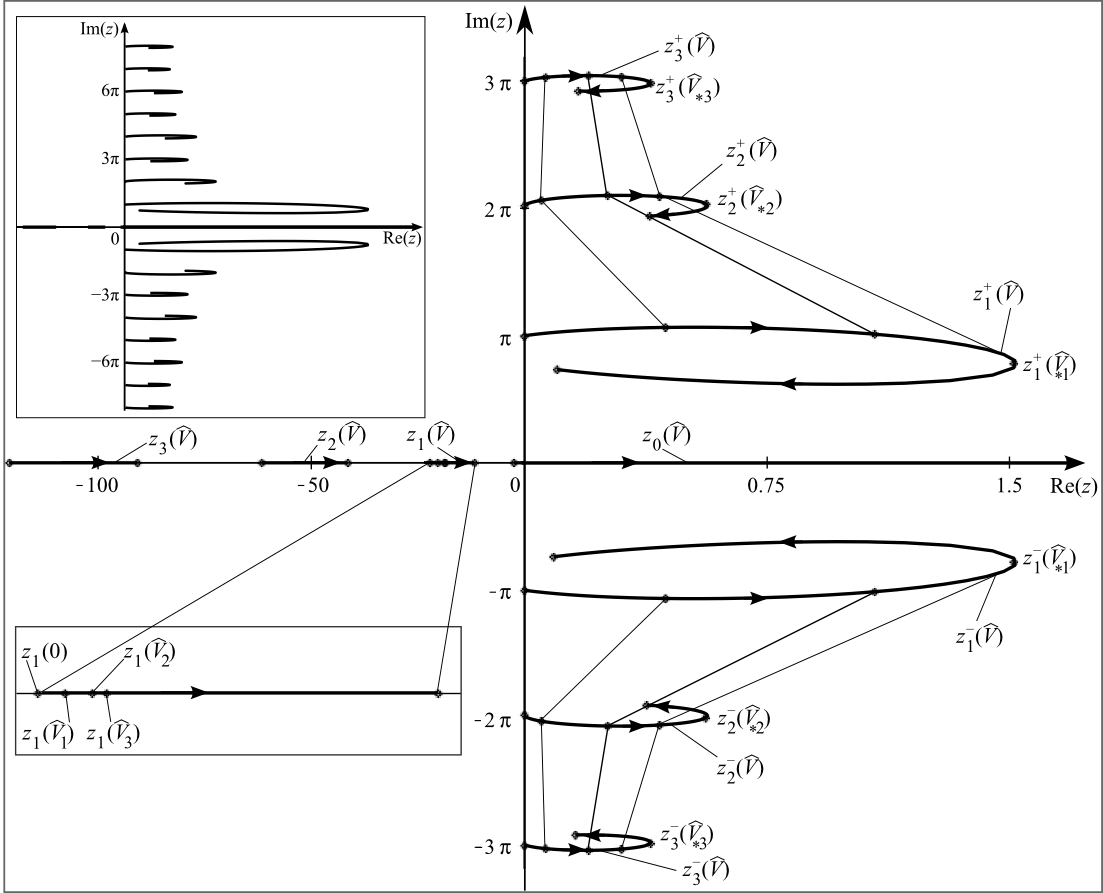 Im(z)
6π
3π
0
Re(z)
−3π
−6π
Im(z)
3 π
z₃⁺(V̂)
z₃⁺(V̂*₃)
z₂⁺(V̂)
2 π
z₂⁺(V̂*₂)
z₁⁺(V̂)
π
z₁⁺(V̂*₁)
z₃(V̂)
z₂(V̂)
z₁(V̂)
z₀(V̂)
-100
-50
0
0.75
1.5
Re(z)
z₁⁻(V̂*₁)
-π
z₁⁻(V̂)
z₁(0)
z₁(V̂₂)
z₁(V̂₁)
z₁(V̂₃)
-2 π
z₂⁻(V̂*₂)
z₂⁻(V̂)
-3 π
z₃⁻(V̂*₃)
z₃⁻(V̂)